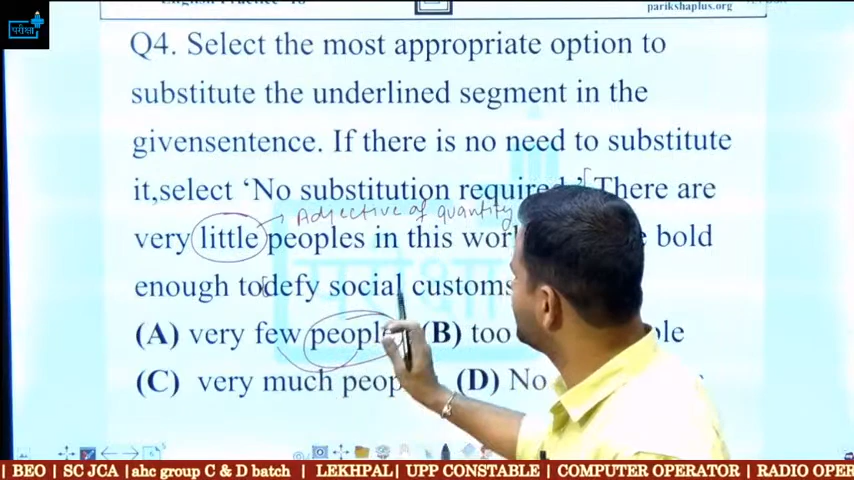 परीक्षा
parikshaplus.org
Q4. Select the most appropriate option to
substitute the underlined segment in the
givensentence. If there is no need to substitute
it,select ‘No substitution required.’ There are
Adjective of quantity
very little peoples in this bold
enough to defy social customs
(A) very few people (B) too
(C) very much (D) No
| BEO | SC JCA |ahc group C & D batch | LEKHPAL| UPP CONSTABLE | COMPUTER OPERATOR | RADIO OPER